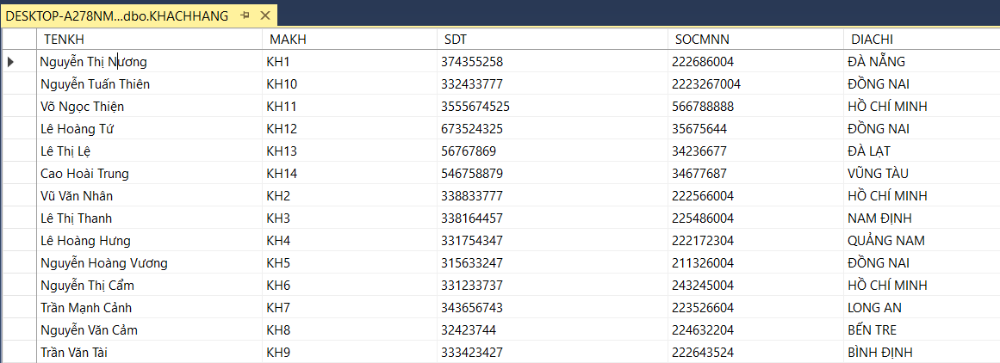 DESKTOP-A278NM...dbo.KHACHHANG
TENKH MAKH SDT SOCMNN DIACHI
Nguyễn Thị Nương KH1 374355258 222686004 ĐÀ NẴNG
Nguyễn Tuấn Thiên KH10 332433777 2223267004 ĐỒNG NAI
Võ Ngọc Thiện KH11 3555674525 566788888 HỒ CHÍ MINH
Lê Hoàng Tứ KH12 673524325 35675644 ĐỒNG NAI
Lê Thị Lệ KH13 56767869 34236677 ĐÀ LẠT
Cao Hoài Trung KH14 546758879 34677687 VŨNG TÀU
Vũ Văn Nhân KH2 338833777 222566004 HỒ CHÍ MINH
Lê Thị Thanh KH3 338164457 225486004 NAM ĐỊNH
Lê Hoàng Hưng KH4 331754347 222172304 QUẢNG NAM
Nguyễn Hoàng Vương KH5 315633247 211326004 ĐỒNG NAI
Nguyễn Thị Cẩm KH6 331233737 243245004 HỒ CHÍ MINH
Trần Mạnh Cảnh KH7 343656743 223526604 LONG AN
Nguyễn Văn Cảm KH8 32423744 224632204 BẾN TRE
Trần Văn Tài KH9 333423427 222643524 BÌNH ĐỊNH